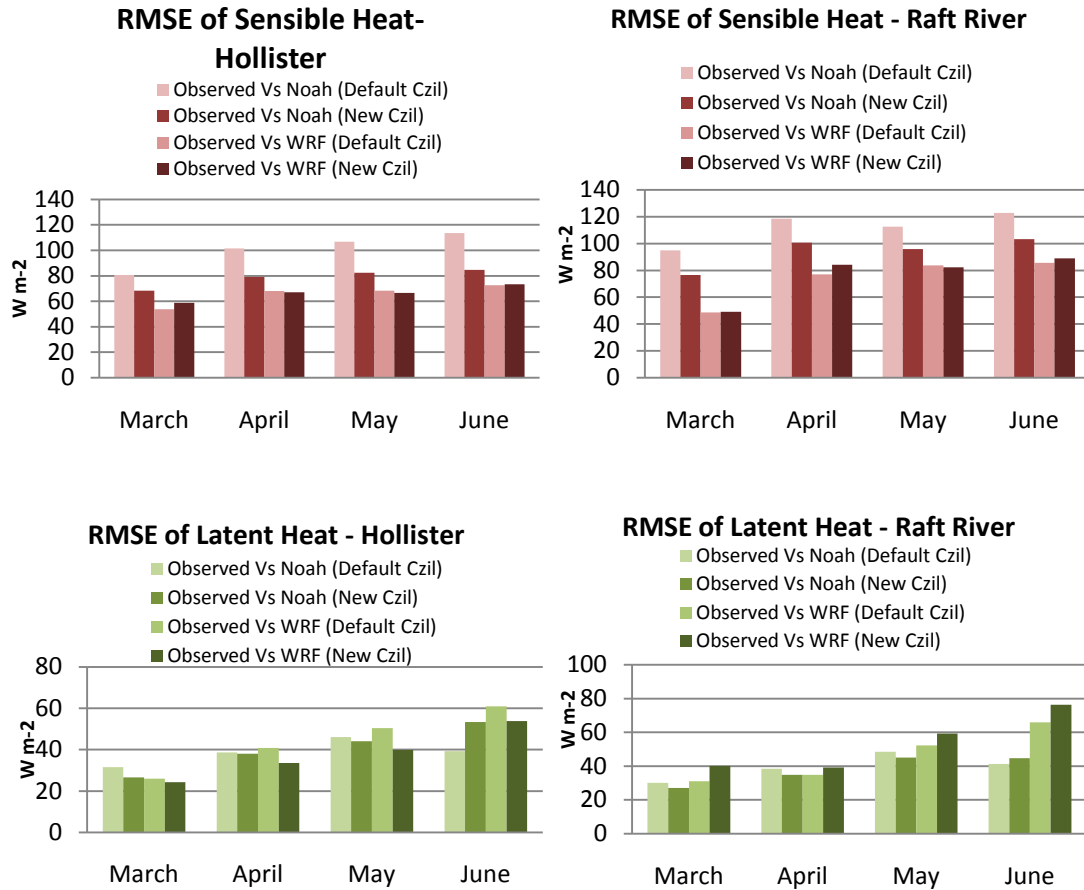 RMSE of Sensible Heat-
Hollister
Observed Vs Noah (Default Czil)
Observed Vs Noah (New Czil)
Observed Vs WRF (Default Czil)
Observed Vs WRF (New Czil)
140
120
100
80
60
40
20
0
W m-2
March April May June
RMSE of Sensible Heat - Raft River
Observed Vs Noah (Default Czil)
Observed Vs Noah (New Czil)
Observed Vs WRF (Default Czil)
Observed Vs WRF (New Czil)
140
120
100
80
60
40
20
0
W m-2
March April May June
RMSE of Latent Heat - Hollister
Observed Vs Noah (Default Czil)
Observed Vs Noah (New Czil)
Observed Vs WRF (Default Czil)
Observed Vs WRF (New Czil)
80
60
40
20
0
W m-2
March April May June
RMSE of Latent Heat - Raft River
Observed Vs Noah (Default Czil)
Observed Vs Noah (New Czil)
Observed Vs WRF (Default Czil)
Observed Vs WRF (New Czil)
100
80
60
40
20
0
W m-2
March April May June